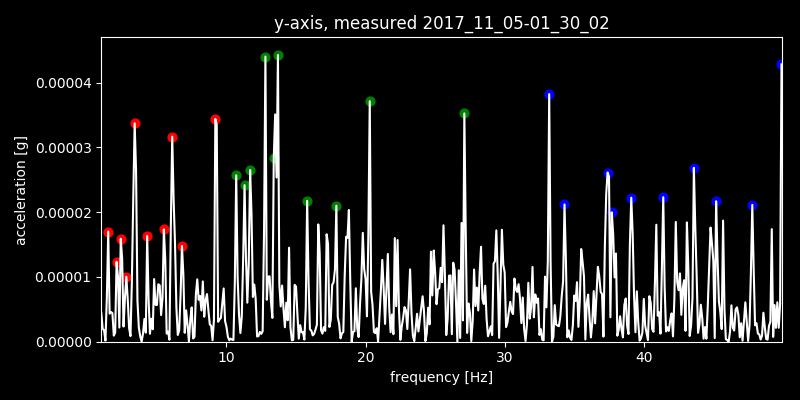 y-axis, measured 2017_11_05-01_30_02
acceleration [g]
0.00004
0.00003
0.00002
0.00001
0.00000
10 20 30 40
frequency [Hz]